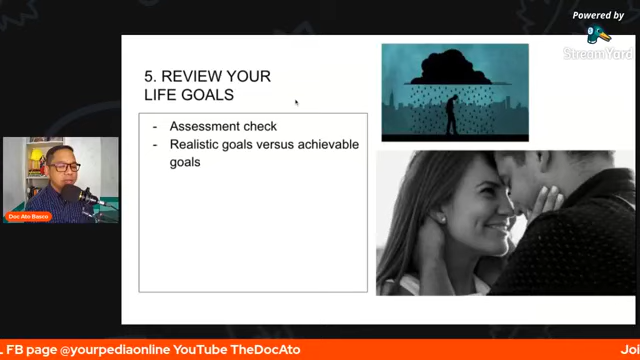 Powered by
StreamYard
5. REVIEW YOUR
LIFE GOALS
- Assessment check
- Realistic goals versus achievable
goals
Doc Ato Basco
FB page @yourpediaonline YouTube TheDocAto